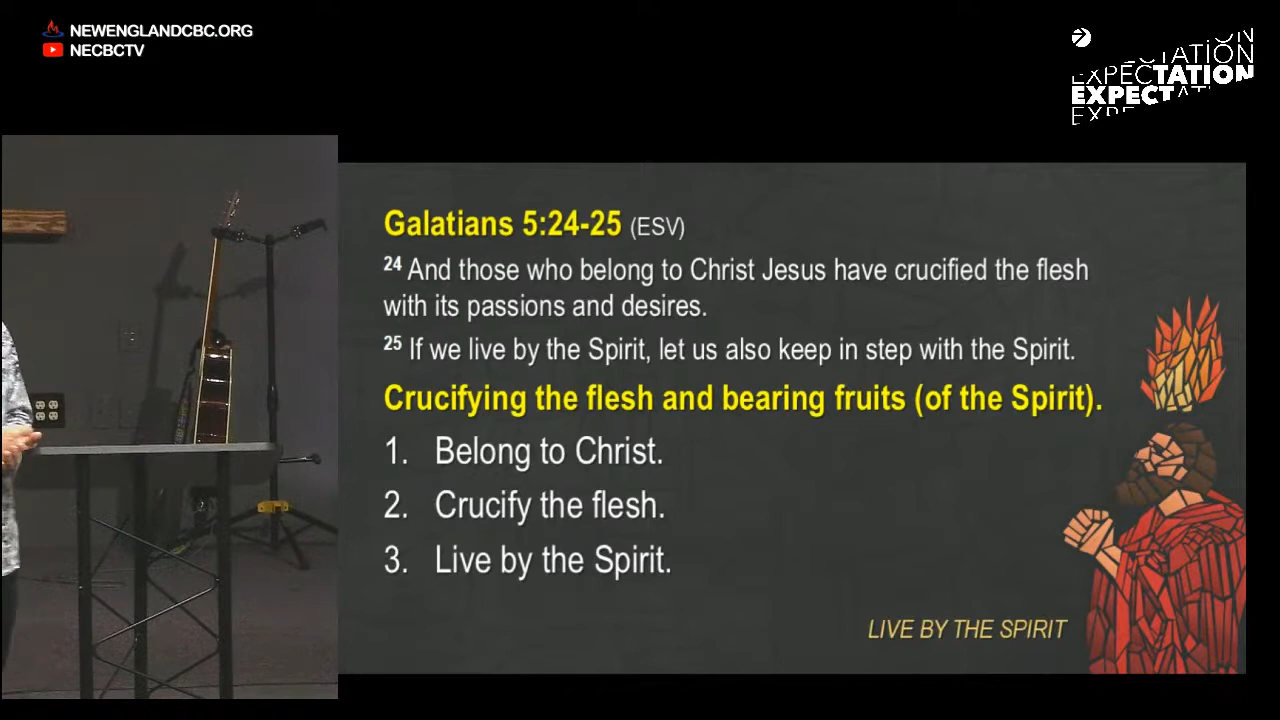 NEWENGLANDCBC.ORG
NECBCTV
EXPECTATION
Galatians 5:24-25 (ESV)
24 And those who belong to Christ Jesus have crucified the flesh
with its passions and desires.
25 If we live by the Spirit, let us also keep in step with the Spirit.
Crucifying the flesh and bearing fruits (of the Spirit).
1. Belong to Christ.
2. Crucify the flesh.
3. Live by the Spirit.
LIVE BY THE SPIRIT